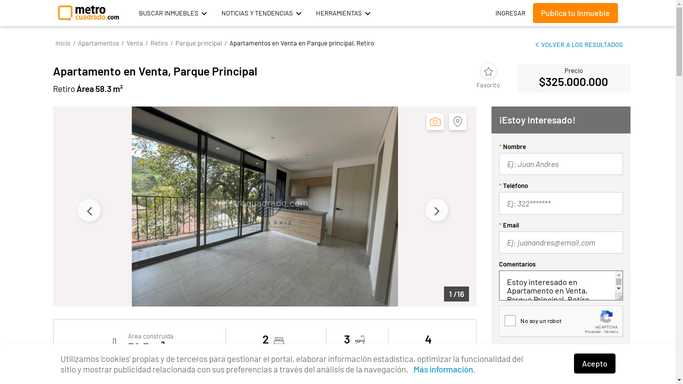 metro
cuadrado.com
BUSCAR INMUEBLES
NOTICIAS Y TENDENCIAS
HERRAMIENTAS
INGRESAR
Publica tu Inmueble
Inicio / Apartamentos / Venta / Retiro / Parque principal / Apartamentos en Venta en Parque principal, Retiro
VOLVER A LOS RESULTADOS
Apartamento en Venta, Parque Principal
Retiro Área 58.3 m²
Favorito
Precio
$325.000.000
metrocuadrado.com
1 /16
¡Estoy Interesado!
* Nombre
Ej: Juan Andres
* Teléfono
Ej: 322*******
* Email
Ej: juanandres@email.com
Comentarios
Estoy interesado en
Apartamento en Venta,
Parque Principal, Retiro
No soy un robot
reCAPTCHA
Privacidad - Términos
Área construida
2
3
4
Utilizamos 'cookies' propias y de terceros para gestionar el portal, elaborar información estadística, optimizar la funcionalidad del
sitio y mostrar publicidad relacionada con sus preferencias a través del análisis de la navegación. Más información.
Acepto